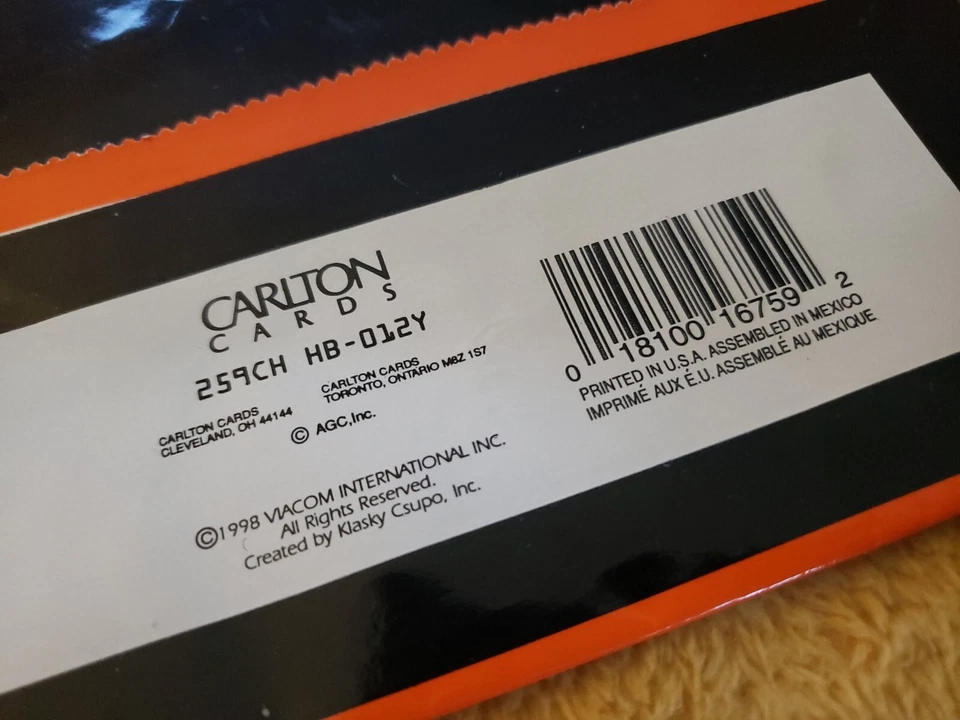 CARLTON
CARDS
259CH HB-012Y
CARLTON CARDS
CLEVELAND, OH 44144
CARLTON CARDS
TORONTO, ONTARIO M8Z 1S7
© AGC,Inc.
©1998 VIACOM INTERNATIONAL INC.
All Rights Reserved.
Created by Klasky Csupo, Inc.
0 18100 16759 2
PRINTED IN U.S.A. ASSEMBLED IN MEXICO
IMPRIMÉ AUX É.U. ASSEMBLÉ AU MEXIQUE